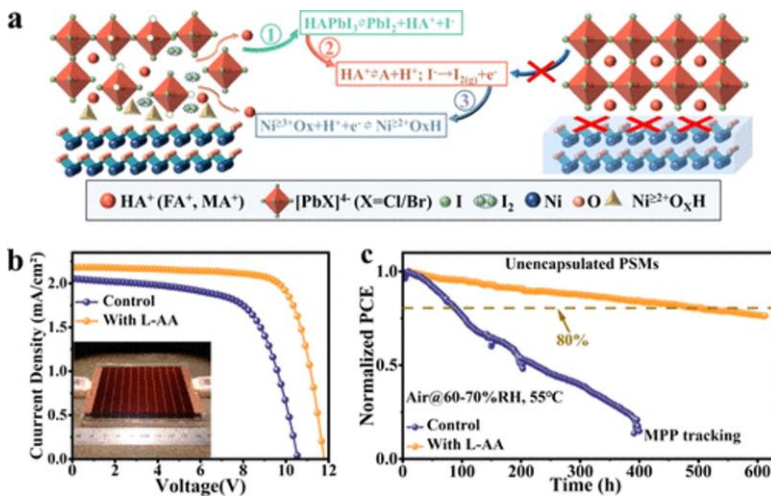 a
HAPbI₃⇌PbI₂+HA⁺+I⁻
①
②
HA⁺⇌A+H⁺; I⁻→I₂₍g₎+e⁻
③
Ni≥³⁺Ox+H⁺+e⁻⇌ Ni≥²⁺OxH
HA⁺ (FA⁺, MA⁺) [PbX]⁴⁻ (X=Cl/Br) I I₂ Ni O Ni≥²⁺OXH
b
Cuurrent Density (mA/cm²)
2.0
1.5
1.0
0.5
0.0
Control
With L-AA
0 2 4 6 8 10 12
Voltage(V)
c
Normalized PCE
1.0
0.5
0.0
Unencapsulated PSMs
80%
Air@60-70%RH, 55℃
Control
With L-AA
MPP tracking
0 200 400 600
Time (h)